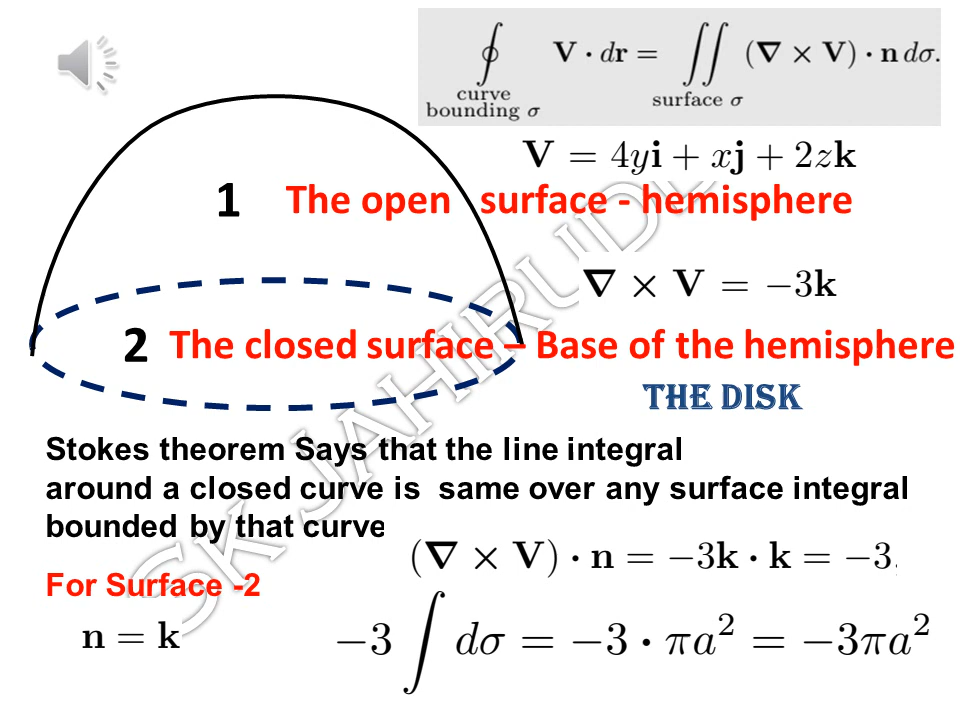 ∮ V · dr = ∬ (∇ × V) · n dσ.
curve
bounding σ
surface σ
V = 4yi + xj + 2zk
1 The open surface - hemisphere
∇ × V = −3k
2 The closed surface – Base of the hemisphere
THE DISK
Stokes theorem Says that the line integral
around a closed curve is same over any surface integral
bounded by that curve
(∇ × V) · n = −3k · k = −3
For Surface -2
n = k
−3 ∫ dσ = −3 · πa² = −3πa²